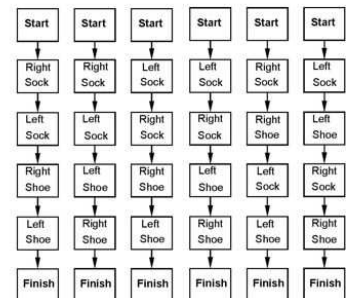 Start Start Start Start Start Start
Right Right Left Left Right Left
Sock Sock Sock Sock Sock Sock
Left Left Right Right Right Left
Sock Sock Sock Sock Shoe Shoe
Right Left Right Left Left Right
Shoe Shoe Shoe Shoe Sock Sock
Left Right Left Right Left Right
Shoe Shoe Shoe Shoe Shoe Shoe
Finish Finish Finish Finish Finish Finish